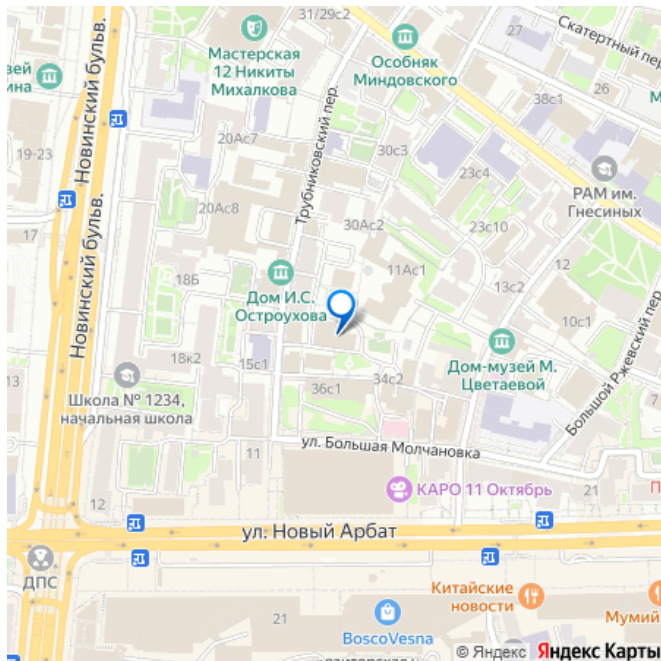 31/29с2
27
Скатертный пер.
Мастерская
12 Никиты
Михалкова
Особняк
Миндовского
26
38с1
19-23
Новинский бульв.
20Ас7
Трубниковский пер.
30с3
23с4
РАМ им.
Гнесиных
20Ас8
30Ас2
23с10
17
12
11Ас1
18Б
13с2
Дом И.С.
Остроухова
10с1
Новинский бульв.
Большой Ржевский пер.
18к2
15с1
Дом-музей М.
Цветаевой
13
34с2
36с1
7
Школа № 1234,
начальная школа
ул. Большая Молчановка
11
КАРО 11 Октябрь
21
12
ул. Новый Арбат
ДПС
Китайские
новости
21
Мумий
BoscoVesna
© Яндекс Яндекс Карты